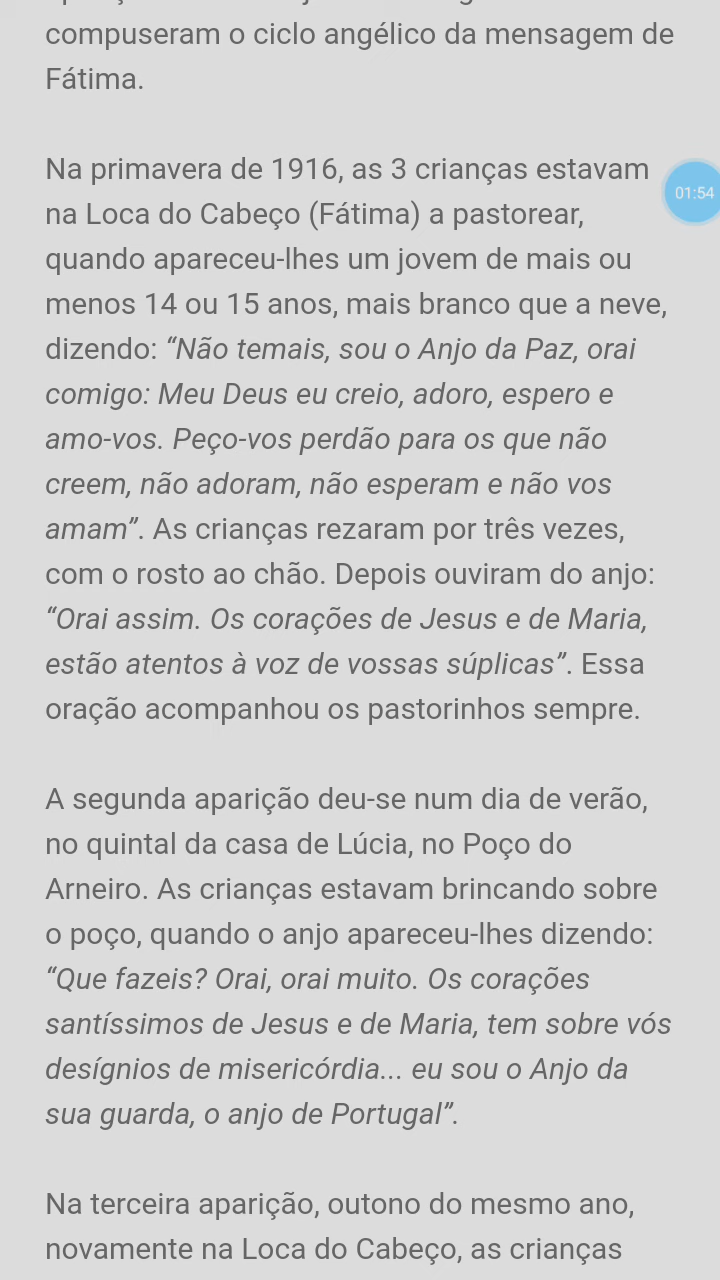 compuseram o ciclo angélico da mensagem de
Fátima.
Na primavera de 1916, as 3 crianças estavam
01:54
na Loca do Cabeço (Fátima) a pastorear,
quando apareceu-lhes um jovem de mais ou
menos 14 ou 15 anos, mais branco que a neve,
dizendo: “Não temais, sou o Anjo da Paz, orai
comigo: Meu Deus eu creio, adoro, espero e
amo-vos. Peço-vos perdão para os que não
creem, não adoram, não esperam e não vos
amam”. As crianças rezaram por três vezes,
com o rosto ao chão. Depois ouviram do anjo:
“Orai assim. Os corações de Jesus e de Maria,
estão atentos à voz de vossas súplicas”. Essa
oração acompanhou os pastorinhos sempre.
A segunda aparição deu-se num dia de verão,
no quintal da casa de Lúcia, no Poço do
Arneiro. As crianças estavam brincando sobre
o poço, quando o anjo apareceu-lhes dizendo:
“Que fazeis? Orai, orai muito. Os corações
santíssimos de Jesus e de Maria, tem sobre vós
desígnios de misericórdia... eu sou o Anjo da
sua guarda, o anjo de Portugal”.
Na terceira aparição, outono do mesmo ano,
novamente na Loca do Cabeço, as crianças